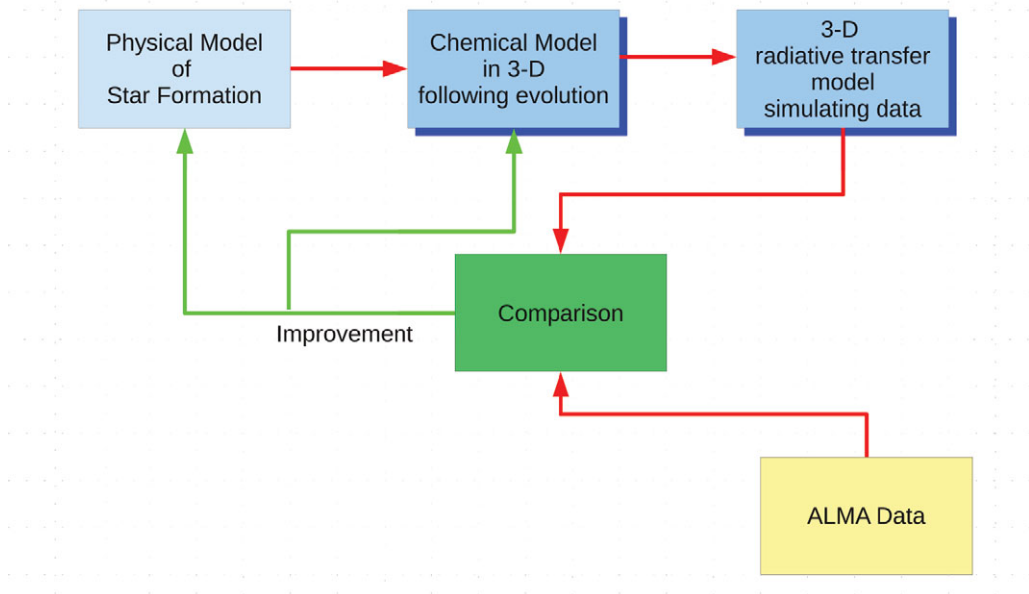 Physical Model
of
Star Formation
Chemical Model
in 3-D
following evolution
3-D
radiative transfer
model
simulating data
Comparison
Improvement
ALMA Data